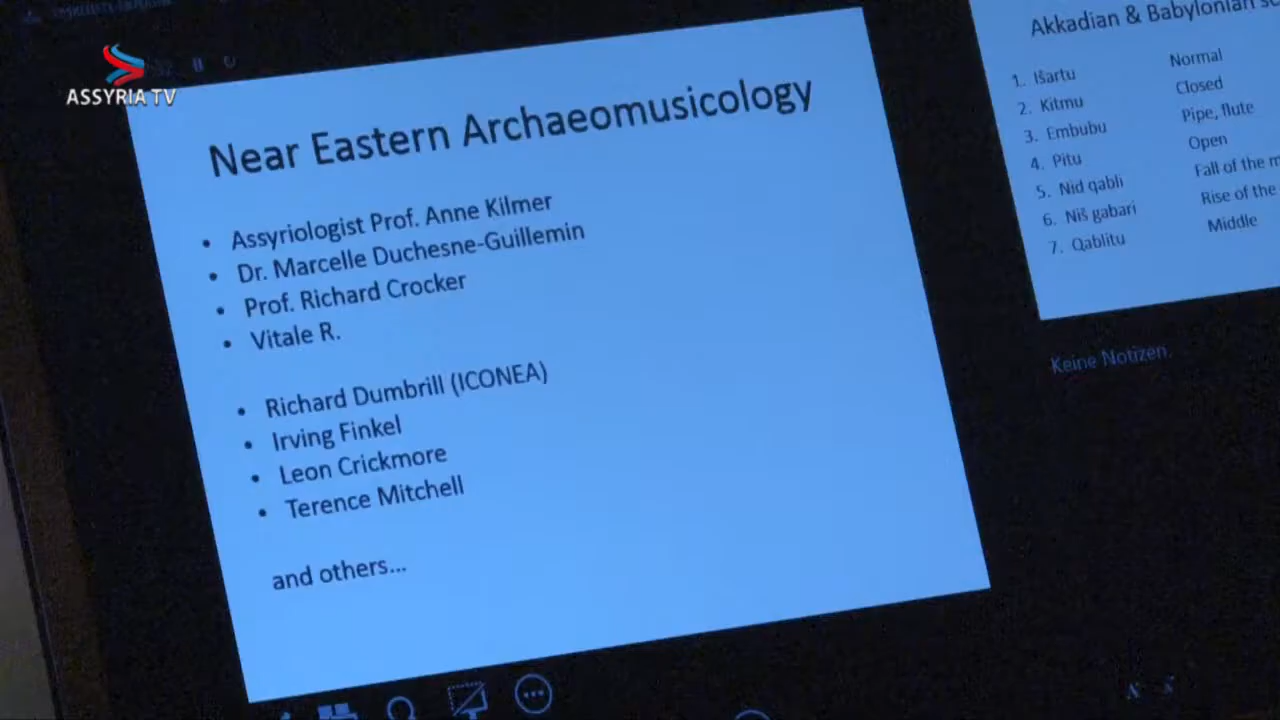 ASSYRIA TV
Near Eastern Archaeomusicology
• Assyriologist Prof. Anne Kilmer
• Dr. Marcelle Duchesne-Guillemin
• Prof. Richard Crocker
• Vitale R.
• Richard Dumbrill (ICONEA)
• Irving Finkel
• Leon Crickmore
• Terence Mitchell
and others...
Akkadian & Babylonian
1. Išartu Normal
2. Kitmu Closed
3. Embubu Pipe, flute
4. Pitu Open
5. Nid qabli Fall of the
6. Niš gabari Rise of the
7. Qablitu Middle
Keine Notizen.